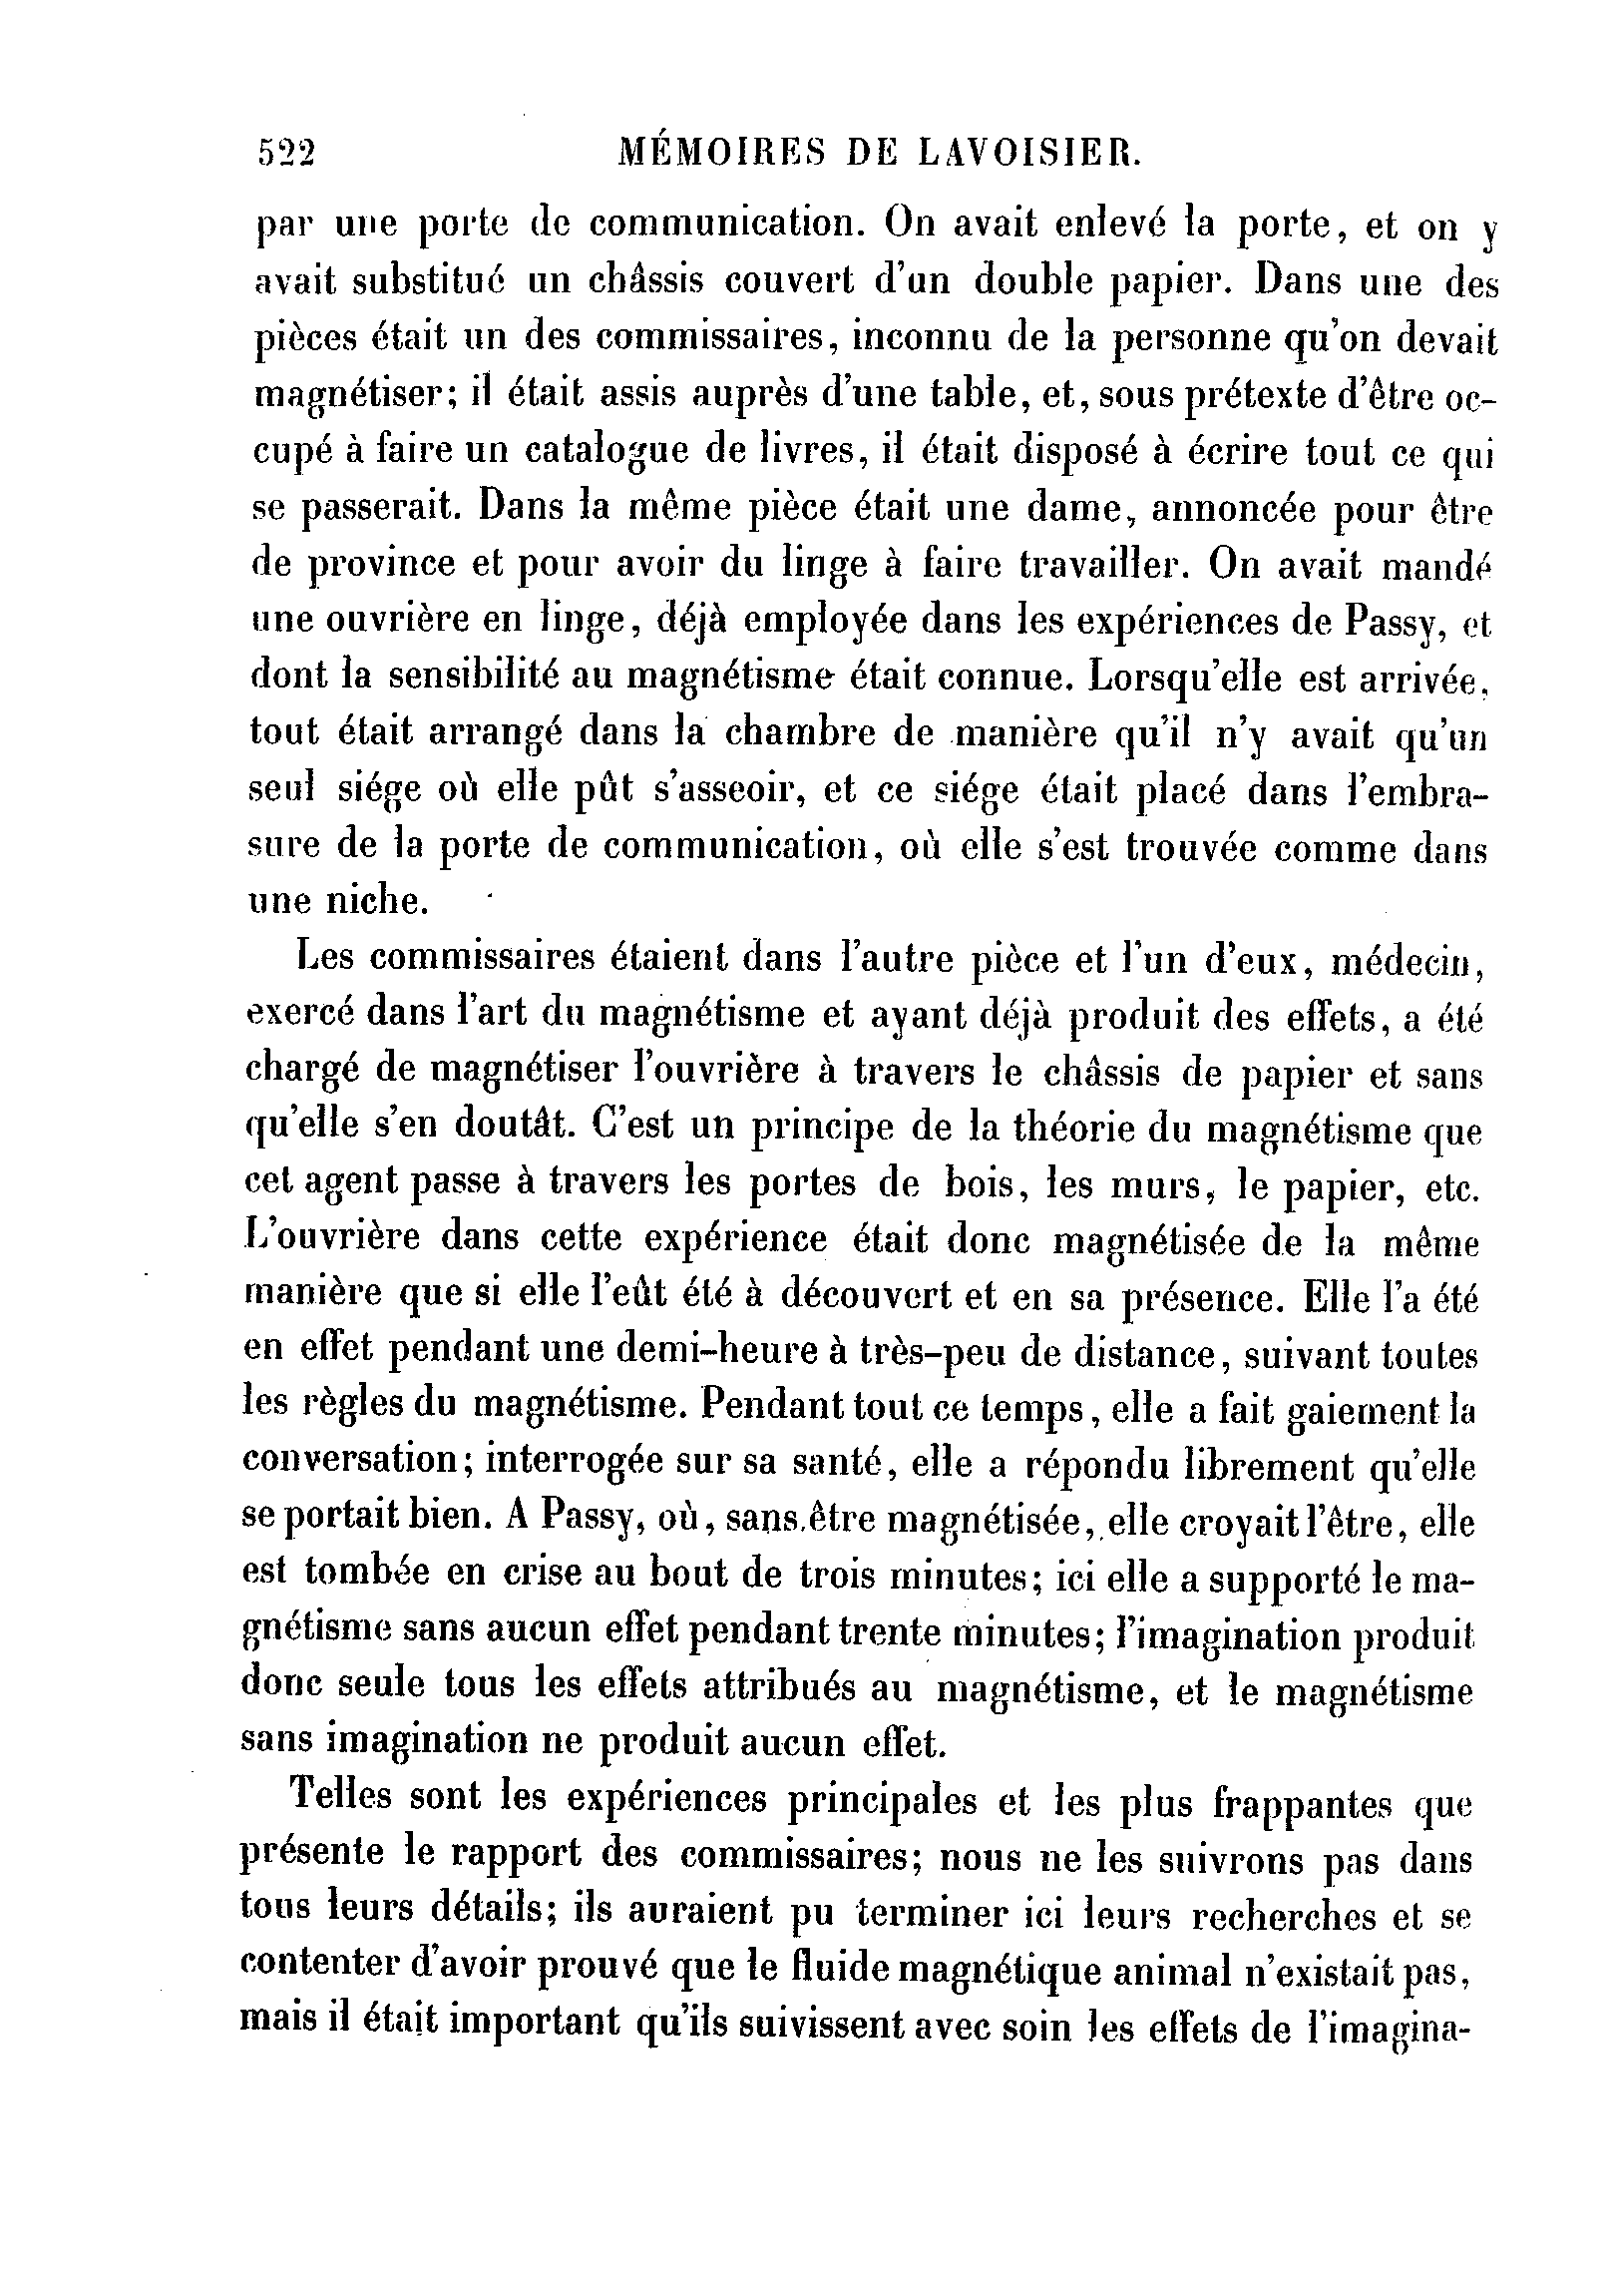 522 MÉMOIRES DE LAVOISIER.
par une porte de communication. On avait enlevé la porte, et on y
avait substitué un châssis couvert d'un double papier. Dans une des
pièces était un des commissaires, inconnu de la personne qu'on devait
magnétiser; il était assis auprès d'une table, et, sous prétexte d'être oc-
cupé à faire un catalogue de livres, il était disposé à écrire tout ce qui
se passerait. Dans la même pièce était une dame, annoncée pour être
de province et pour avoir du linge à faire travailler. On avait mandé
une ouvrière en linge, déjà employée dans les expériences de Passy, et
dont la sensibilité au magnétisme était connue. Lorsqu'elle est arrivée,
tout était arrangé dans la chambre de manière qu'il n'y avait qu'un
seul siége où elle pût s'asseoir, et ce siége était placé dans l'embra-
sure de la porte de communication, où elle s'est trouvée comme dans
une niche.
Les commissaires étaient dans l'autre pièce et l'un d'eux, médecin,
exercé dans l'art du magnétisme et ayant déjà produit des effets, a été
chargé de magnétiser l'ouvrière à travers le châssis de papier et sans
qu'elle s'en doutât. C'est un principe de la théorie du magnétisme que
cet agent passe à travers les portes de bois, les murs, le papier, etc.
L'ouvrière dans cette expérience était donc magnétisée de la même
manière que si elle l'eût été à découvert et en sa présence. Elle l'a été
en effet pendant une demi-heure à très-peu de distance, suivant toutes
les règles du magnétisme. Pendant tout ce temps, elle a fait gaiement la
conversation; interrogée sur sa santé, elle a répondu librement qu'elle
se portait bien. A Passy, où, sans être magnétisée, elle croyait l'être, elle
est tombée en crise au bout de trois minutes; ici elle a supporté le ma-
gnétisme sans aucun effet pendant trente minutes; l'imagination produit
donc seule tous les effets attribués au magnétisme, et le magnétisme
sans imagination ne produit aucun effet.
Telles sont les expériences principales et les plus frappantes que
présente le rapport des commissaires; nous ne les suivrons pas dans
tous leurs détails; ils auraient pu terminer ici leurs recherches et se
contenter d'avoir prouvé que le fluide magnétique animal n'existait pas,
mais il était important qu'ils suivissent avec soin les effets de l'imagina-